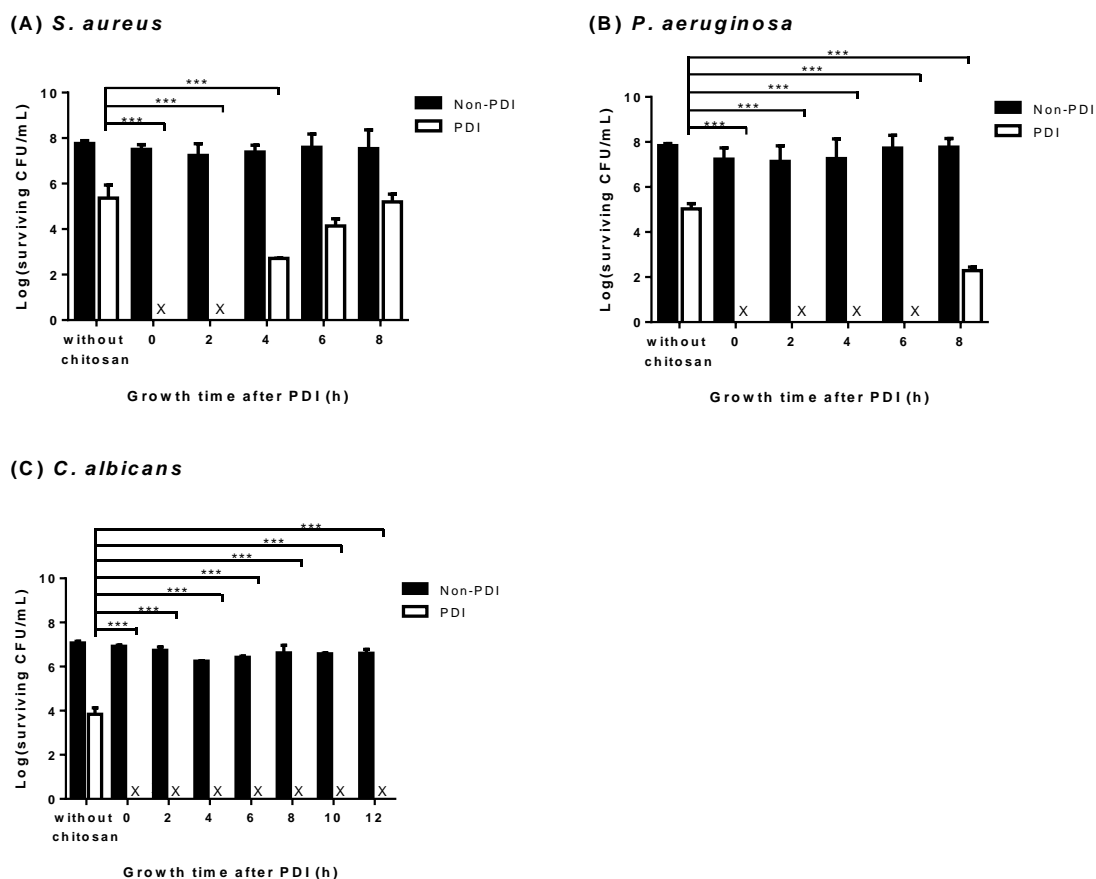 (A) S. aureus
***
***
***
10
8
6
4
2
0
Log(surviving CFU/mL)
Non-PDI
PDI
X X
without chitosan 0 2 4 6 8
Growth time after PDI (h)
(B) P. aeruginosa
***
***
***
***
***
10
8
6
4
2
0
Log(surviving CFU/mL)
Non-PDI
PDI
X X X X
without chitosan 0 2 4 6 8
Growth time after PDI (h)
(C) C. albicans
***
***
***
***
***
***
***
10
8
6
4
2
0
Log(surviving CFU/mL)
Non-PDI
PDI
X X X X X X X
without chitosan 0 2 4 6 8 10 12
Growth time after PDI (h)